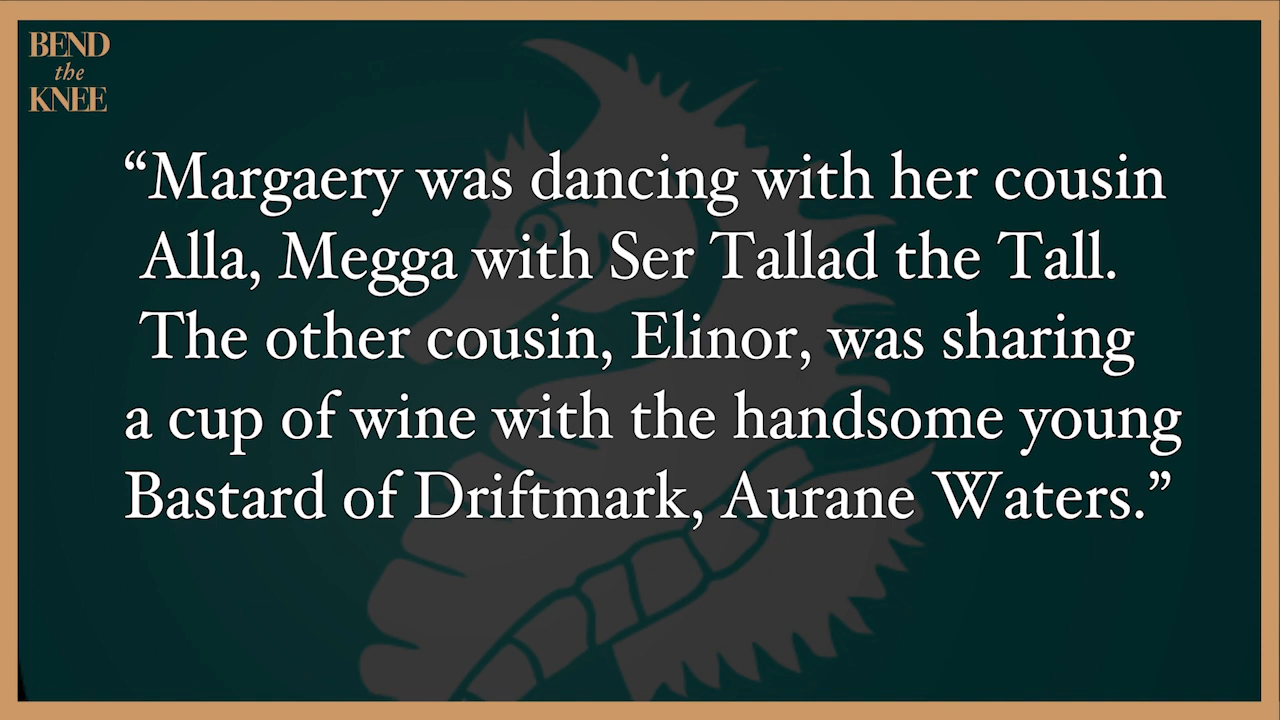 BEND
the
KNEE
“Margaery was dancing with her cousin
Alla, Megga with Ser Tallad the Tall.
The other cousin, Elinor, was sharing
a cup of wine with the handsome young
Bastard of Driftmark, Aurane Waters.”